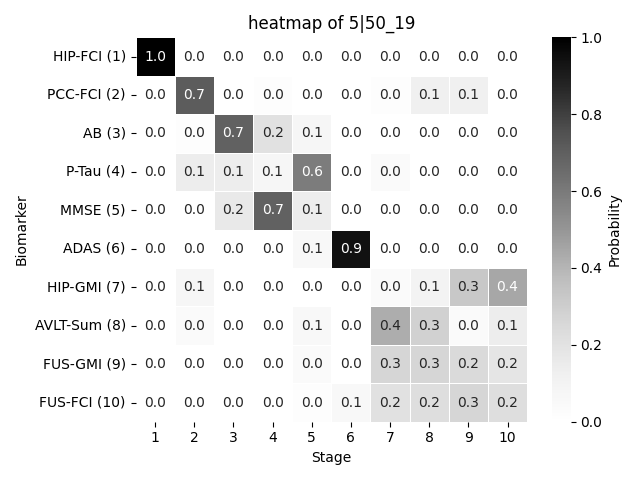 heatmap of 5|50_19
HIP-FCI (1) 1.0 0.0 0.0 0.0 0.0 0.0 0.0 0.0 0.0 0.0
PCC-FCI (2) 0.0 0.7 0.0 0.0 0.0 0.0 0.0 0.1 0.1 0.0
AB (3) 0.0 0.0 0.7 0.2 0.1 0.0 0.0 0.0 0.0 0.0
P-Tau (4) 0.0 0.1 0.1 0.1 0.6 0.0 0.0 0.0 0.0 0.0
MMSE (5) 0.0 0.0 0.2 0.7 0.1 0.0 0.0 0.0 0.0 0.0
ADAS (6) 0.0 0.0 0.0 0.0 0.1 0.9 0.0 0.0 0.0 0.0
HIP-GMI (7) 0.0 0.1 0.0 0.0 0.0 0.0 0.0 0.1 0.3 0.4
AVLT-Sum (8) 0.0 0.0 0.0 0.0 0.1 0.0 0.4 0.3 0.0 0.1
FUS-GMI (9) 0.0 0.0 0.0 0.0 0.0 0.0 0.3 0.3 0.2 0.2
FUS-FCI (10) 0.0 0.0 0.0 0.0 0.0 0.1 0.2 0.2 0.3 0.2
1 2 3 4 5 6 7 8 9 10
Stage
Biomarker
1.0
0.8
0.6
0.4
0.2
0.0
Probability